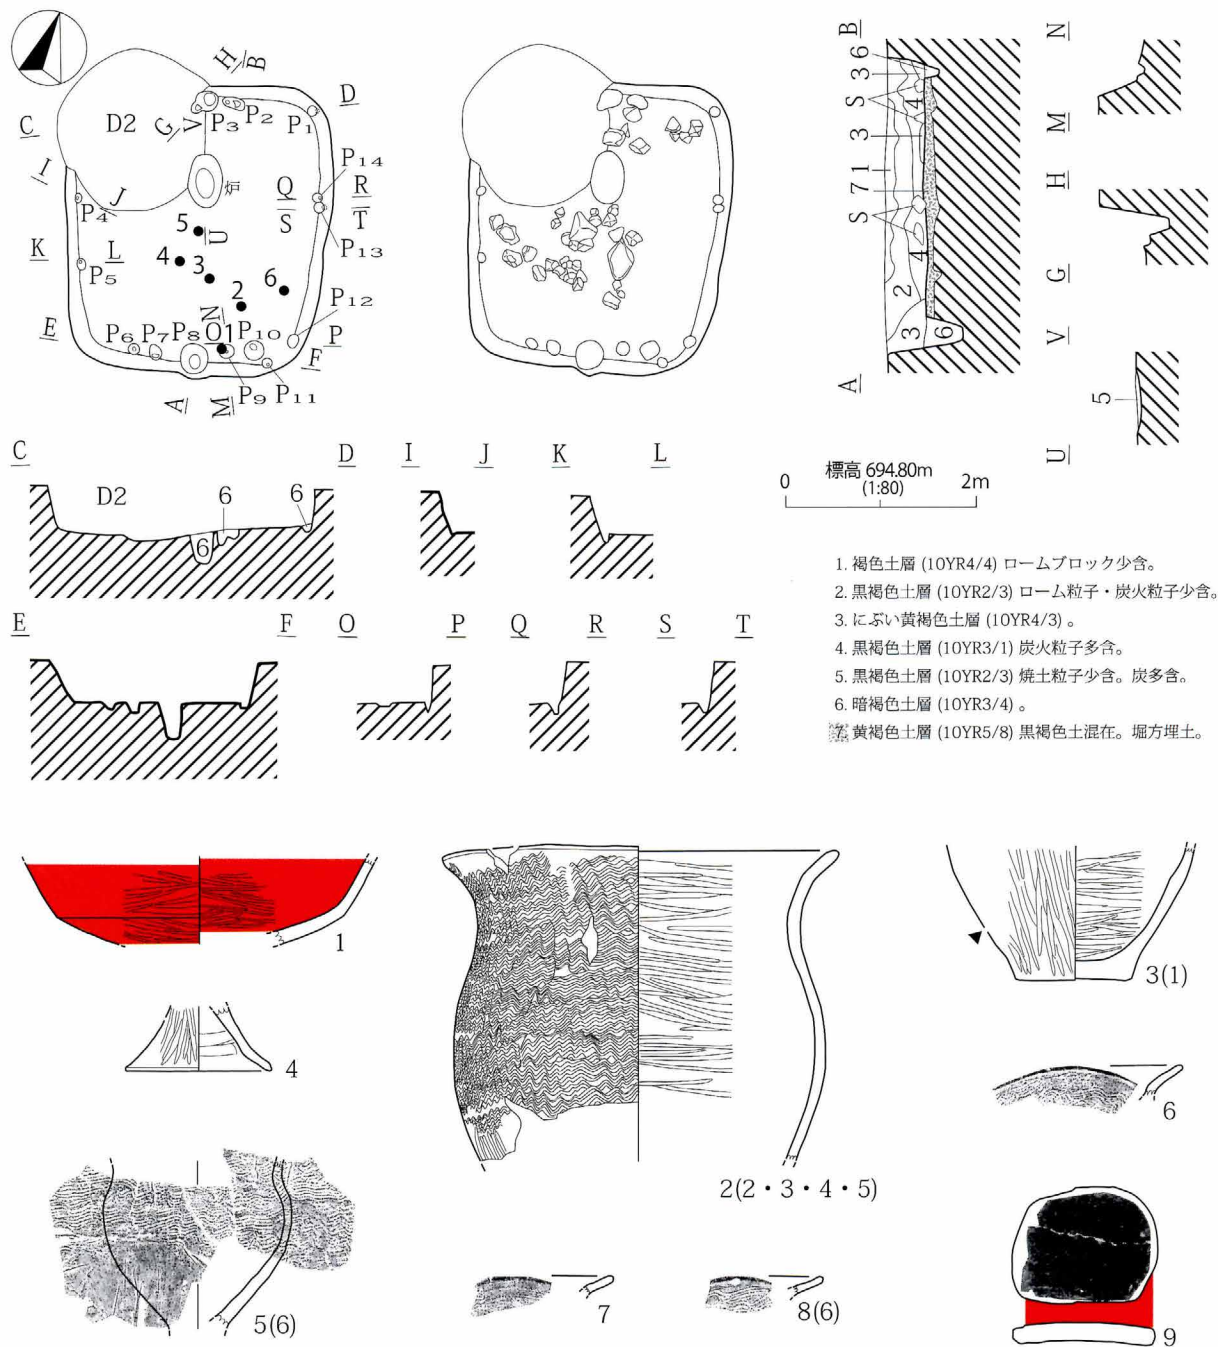 H B
D
C
D2
G V P3 P2
P1
I
J
P14
炉
Q R
P4
S T
5 U
P13
K L
4
3
6
P5
2
P12
N
E
P6 P7 P8 O1 P10
P
F
P9 P11
A M
B
6
3
S
4
3
1
7
S
4
2
3
6
A
N
M
H
G
V
5
U
C D I J K L
D2 6 6
6
標高 694.80m
0 (1:80) 2m
E F O P Q R S T
1. 褐色土層 (10YR4/4) ロームブロック少含。
2. 黒褐色土層 (10YR2/3) ローム粒子・炭火粒子少含。
3. にぶい黄褐色土層 (10YR4/3) 。
4. 黒褐色土層 (10YR3/1) 炭火粒子多含。
5. 黒褐色土層 (10YR2/3) 焼土粒子少含。炭多含。
6. 暗褐色土層 (10YR3/4) 。
7. 黄褐色土層 (10YR5/8) 黒褐色土混在。堀方埋土。
1
2(2・3・4・5)
3(1)
4
5(6)
6
7
8(6)
9